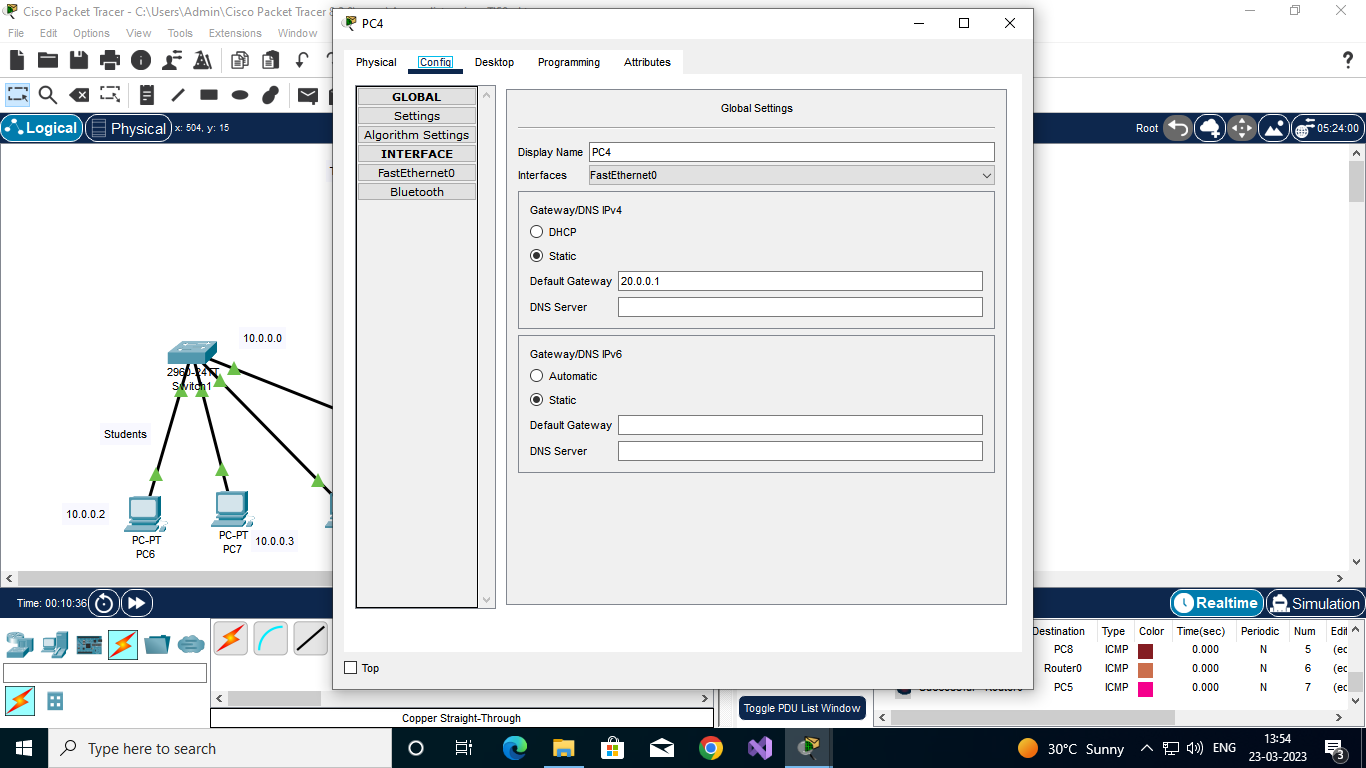 Cisco Packet Tracer - C:\Users\Admin\Cisco Packet Tracer 8
PC4
File Edit Options View Tools Extensions Window
Physical Config Desktop Programming Attributes
GLOBAL
Settings
Algorithm Settings
INTERFACE
FastEthernet0
Bluetooth
Global Settings
Display Name PC4
Interfaces FastEthernet0
Gateway/DNS IPv4
DHCP
Static
Default Gateway 20.0.0.1
DNS Server
Gateway/DNS IPv6
Automatic
Static
Default Gateway
DNS Server
Top
Logical Physical x: 504, y: 15
Root 05:24:00
10.0.0.0
2960-24TT
Switch1
Students
10.0.0.2
PC-PT
PC6
PC-PT
PC7
10.0.0.3
Time: 00:10:36
Realtime Simulation
Copper Straight-Through
Toggle PDU List Window
Destination Type Color Time(sec) Periodic Num Edi
PC8 ICMP 0.000 N 5 (ec
Router0 ICMP 0.000 N 6 (ec
PC5 ICMP 0.000 N 7 (ec
Type here to search
30°C Sunny
ENG
13:54
23-03-2023
3